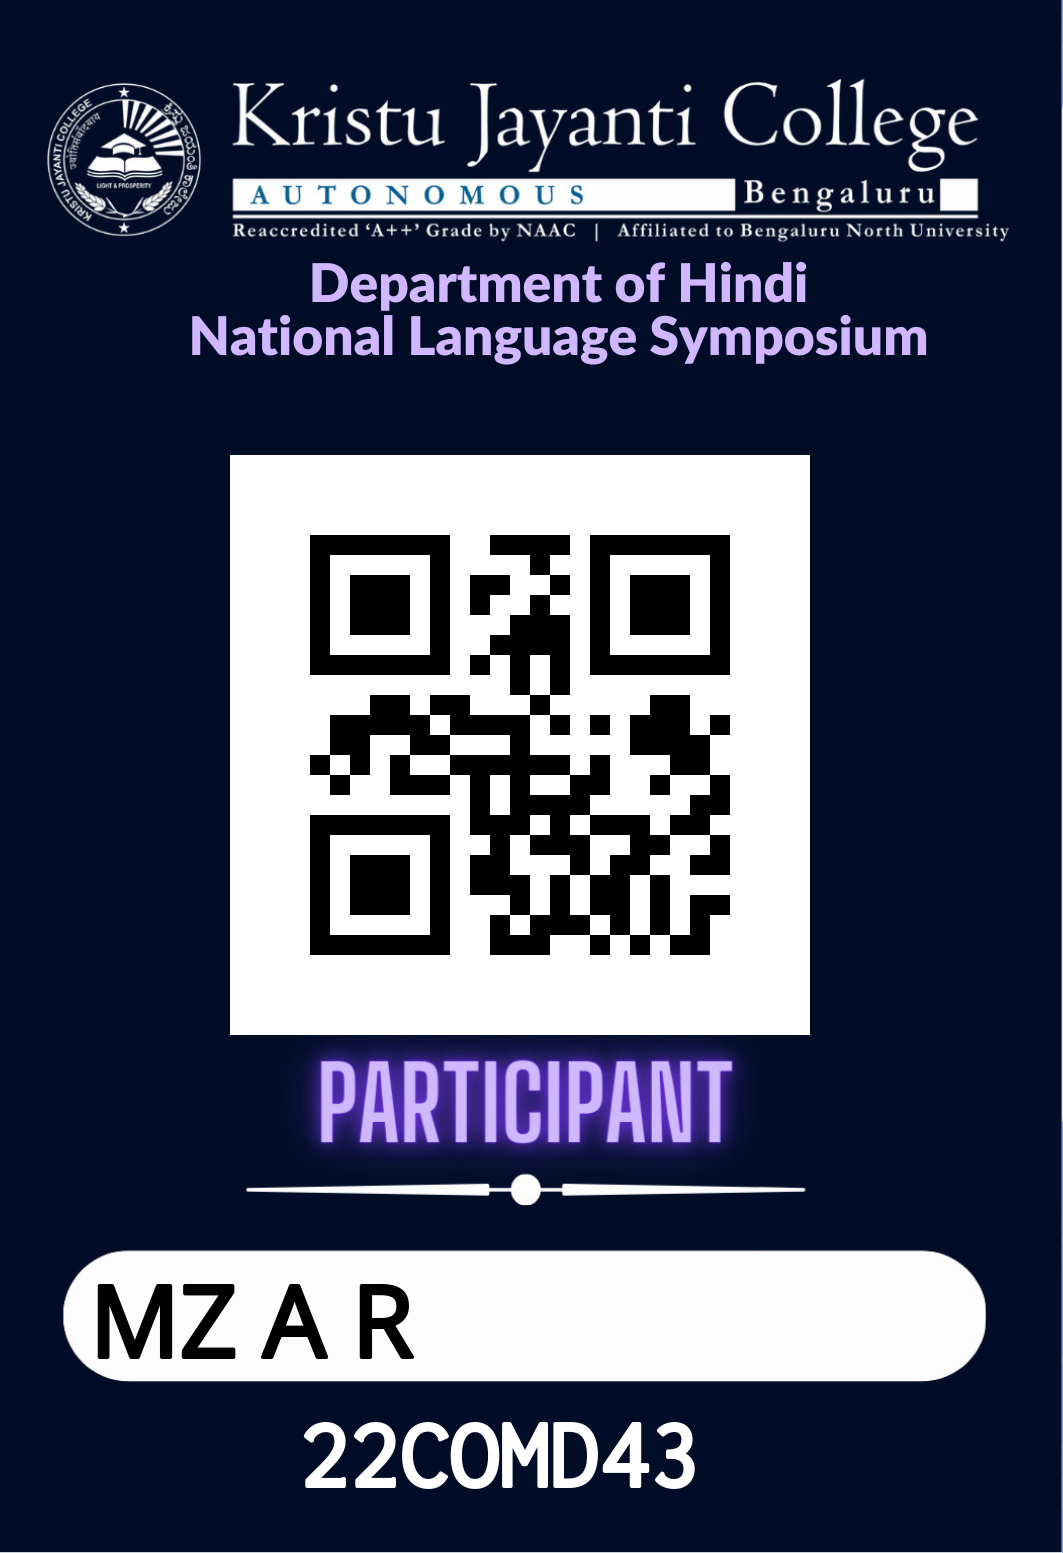 KRISTU JAYANTI COLLEGE
LIGHT & PROSPERITY
Kristu Jayanti College
AUTONOMOUS Bengaluru
Reaccredited ‘A++’ Grade by NAAC | Affiliated to Bengaluru North University
Department of Hindi
National Language Symposium
PARTICIPANT
MZ A R
22COMD43